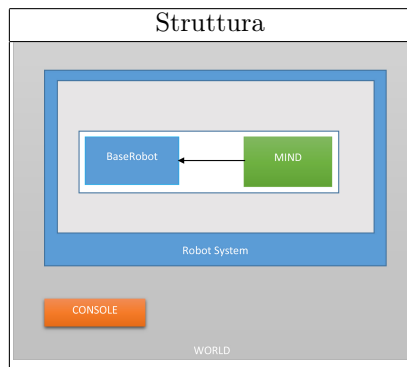 Struttura
BaseRobot
MIND
Robot System
CONSOLE
WORLD